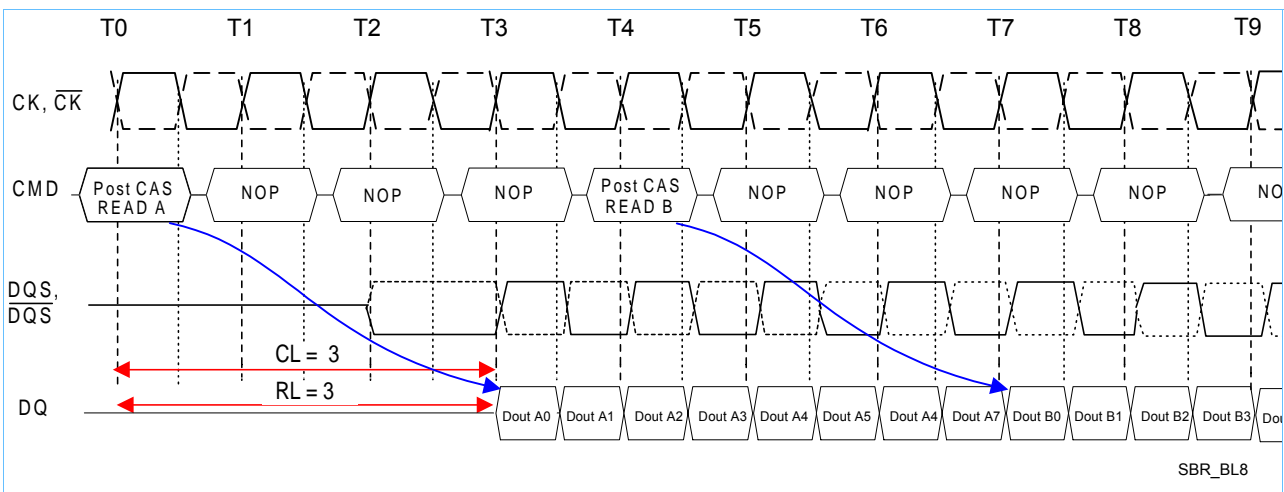 T0 T1 T2 T3 T4 T5 T6 T7 T8 T9
CK, CK
CMD Post CAS READ A NOP NOP NOP Post CAS READ B NOP NOP NOP NOP NO
DQS,
DQS
CL = 3
RL = 3
DQ Dout A0 Dout A1 Dout A2 Dout A3 Dout A4 Dout A5 Dout A4 Dout A7 Dout B0 Dout B1 Dout B2 Dout B3 Dou
SBR_BL8